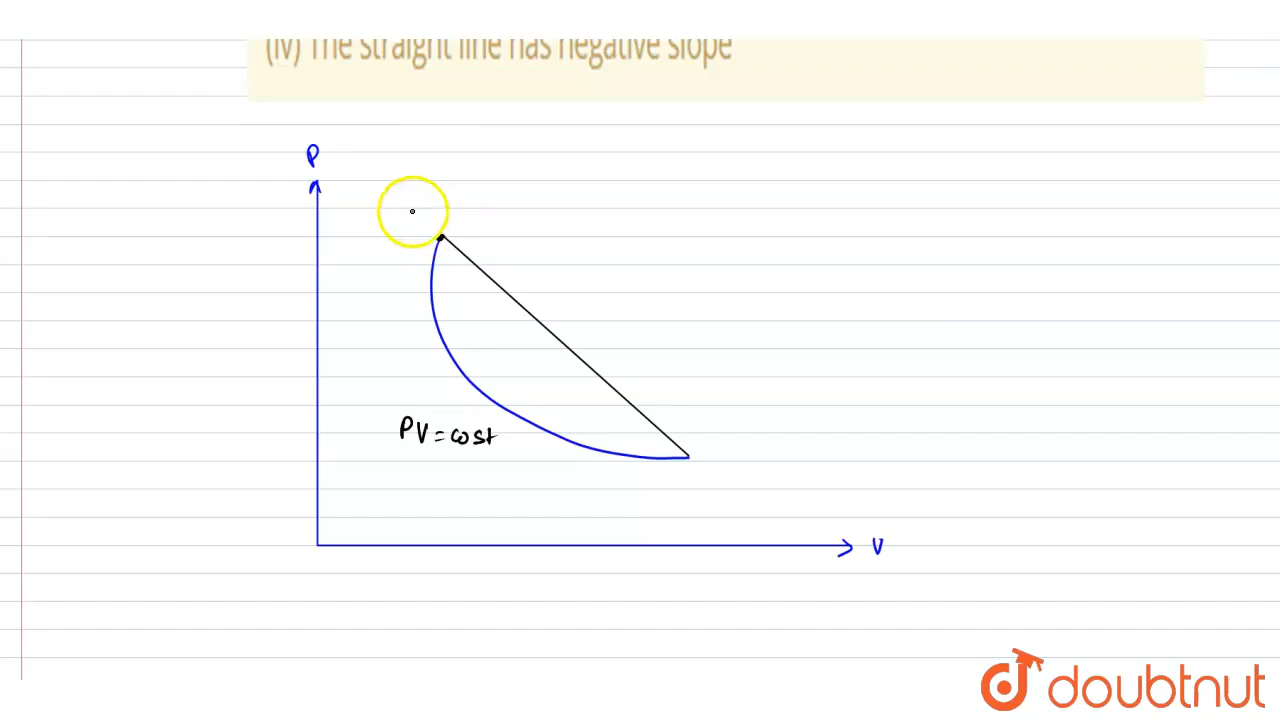 (iv) The straight line has negative slope
P
PV=cost
V
doubtnut